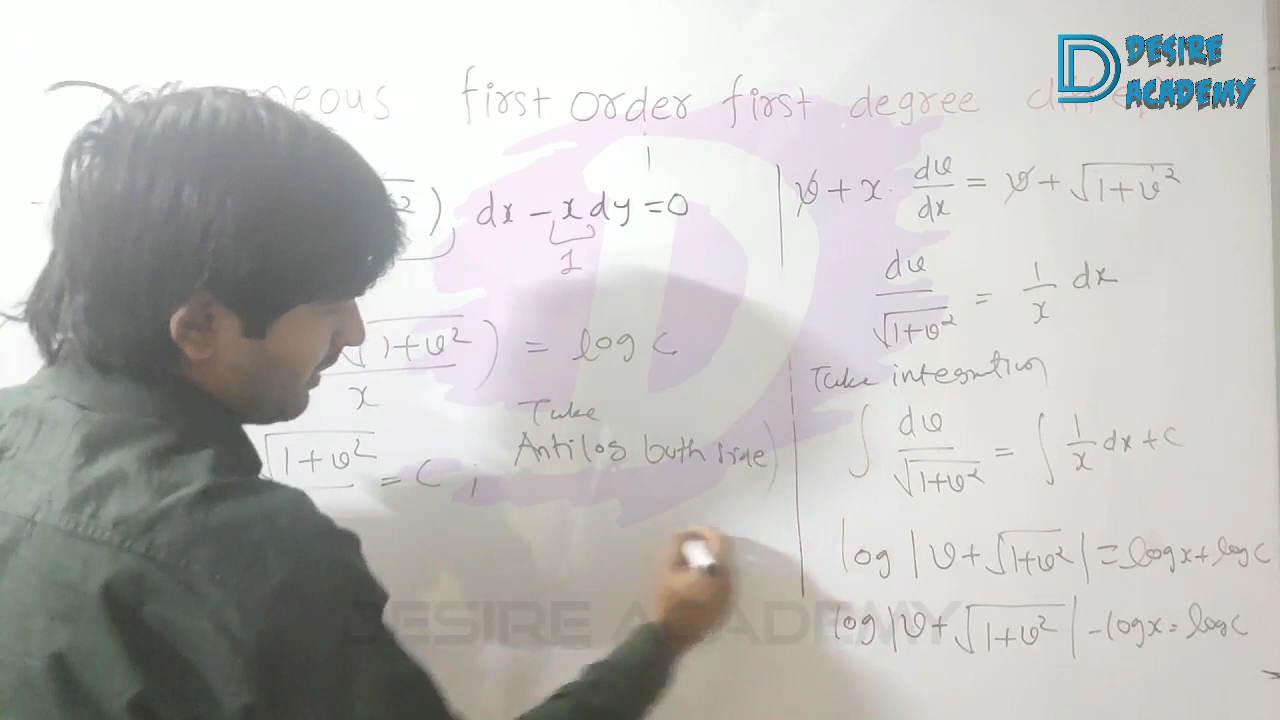 DESIRE
ACADEMY
first order first degree
dx - x dy = 0
1
√1+v²) = log c
x
Take
Antilog both side)
√1+v² = C ;
v + x · dv/dx = v + √1+v²
dv/√1+v² = 1/x dx
Take integration
∫ dv/√1+v² = ∫ 1/x dx + c
log |v + √1+v²| = log x + log c
log |v + √1+v²| - log x = log c
DESIRE ACADEMY